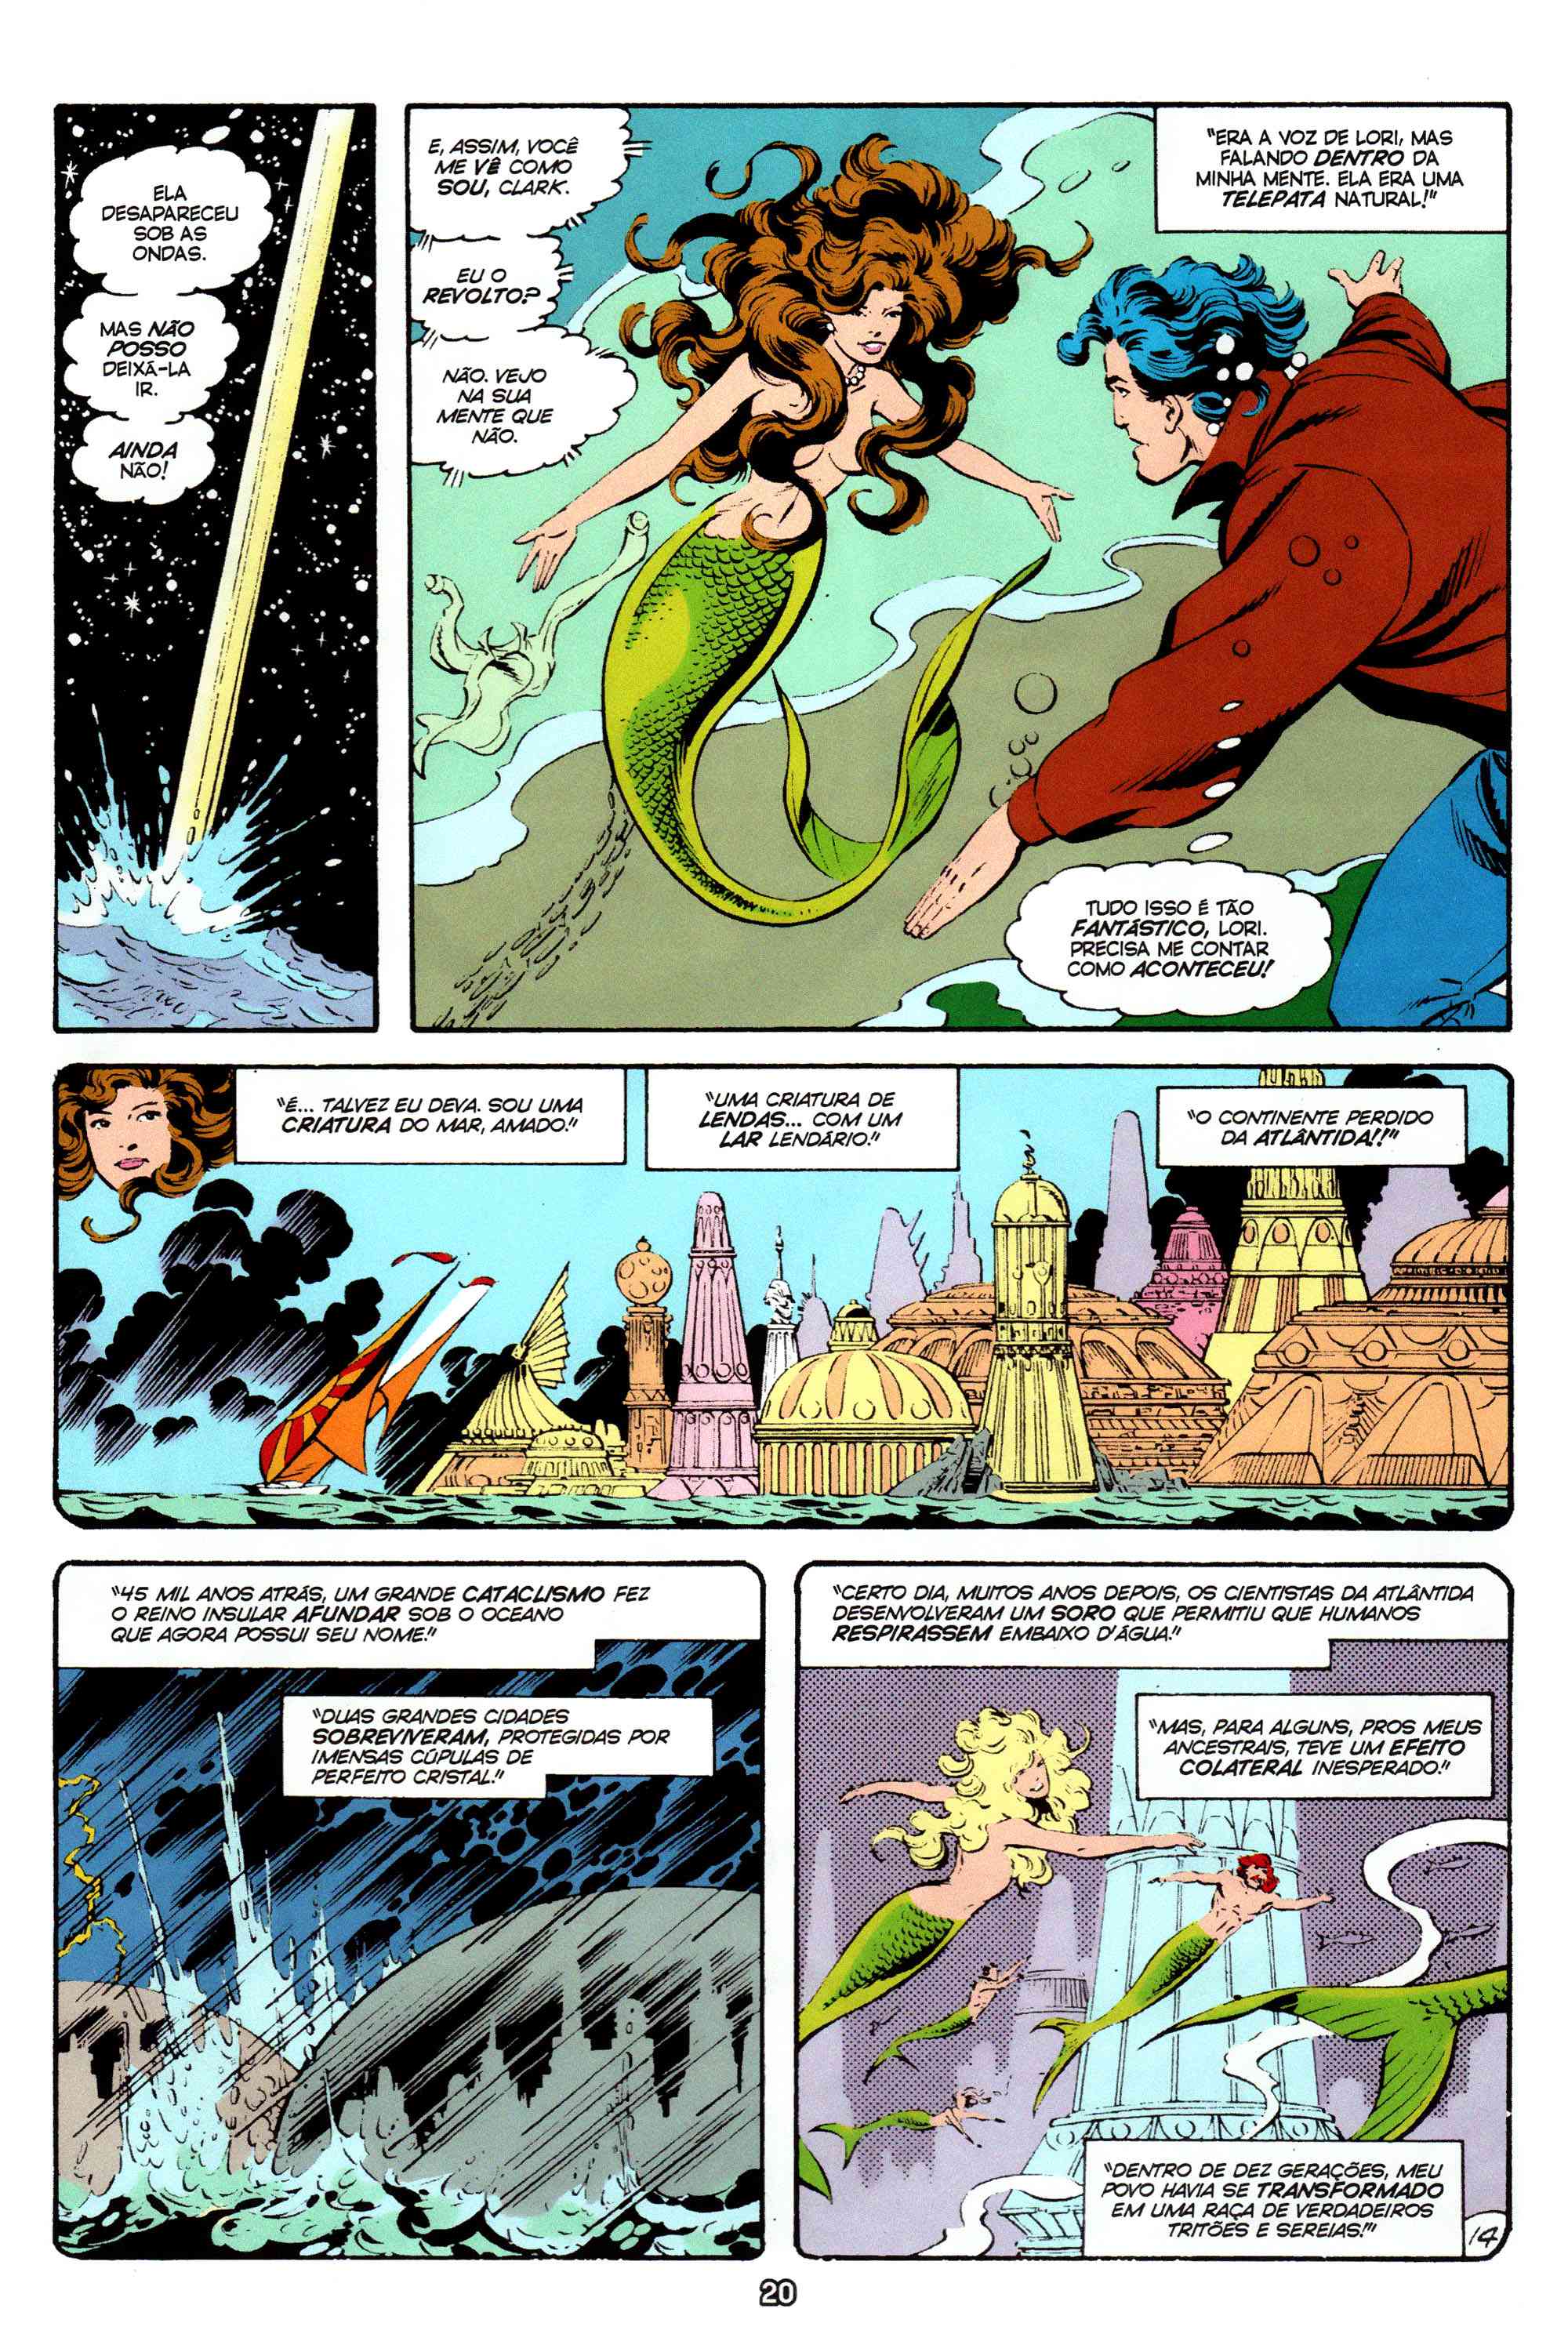 ELA
DESAPARECEU
SOB AS
ONDAS.
MAS NÃO
POSSO
DEIXÁ-LA
IR.
AINDA
NÃO!
E, ASSIM, VOCÊ
ME VÊ COMO
SOU, CLARK.
EU O
REVOLTO?
NÃO. VEJO
NA SUA
MENTE QUE
NÃO.
"ERA A VOZ DE LORI, MAS
FALANDO DENTRO DA
MINHA MENTE. ELA ERA UMA
TELEPATA NATURAL!"
TUDO ISSO É TÃO
FANTÁSTICO, LORI.
PRECISA ME CONTAR
COMO ACONTECEU!
"É... TALVEZ EU DEVA. SOU UMA
CRIATURA DO MAR, AMADO."
"UMA CRIATURA DE
LENDAS... COM UM
LAR LENDÁRIO."
"O CONTINENTE PERDIDO
DA ATLÂNTIDA!!"
"45 MIL ANOS ATRÁS, UM GRANDE CATACLISMO FEZ
O REINO INSULAR AFUNDAR SOB O OCEANO
QUE AGORA POSSUI SEU NOME."
"DUAS GRANDES CIDADES
SOBREVIVERAM, PROTEGIDAS POR
IMENSAS CÚPULAS DE
PERFEITO CRISTAL."
"CERTO DIA, MUITOS ANOS DEPOIS, OS CIENTISTAS DA ATLÂNTIDA
DESENVOLVERAM UM SORO QUE PERMITIU QUE HUMANOS
RESPIRASSEM EMBAIXO D'ÁGUA."
"MAS, PARA ALGUNS, PROS MEUS
ANCESTRAIS, TEVE UM EFEITO
COLATERAL INESPERADO."
"DENTRO DE DEZ GERAÇÕES, MEU
POVO HAVIA SE TRANSFORMADO
EM UMA RAÇA DE VERDADEIROS
TRITÕES E SEREIAS!"
14
20